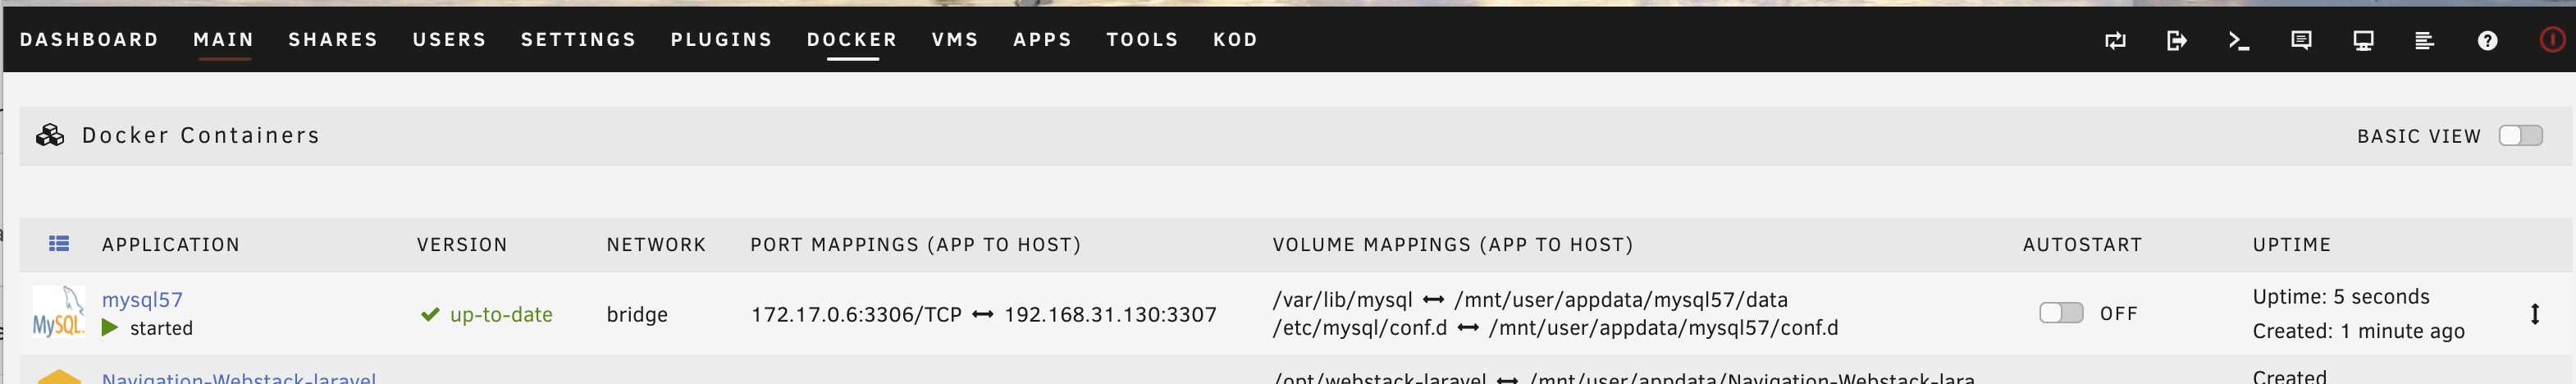 DASHBOARD MAIN SHARES USERS SETTINGS PLUGINS DOCKER VMS APPS TOOLS KOD
Docker Containers
BASIC VIEW
APPLICATION VERSION NETWORK PORT MAPPINGS (APP TO HOST) VOLUME MAPPINGS (APP TO HOST) AUTOSTART UPTIME
MySQL
mysql57
started
up-to-date
bridge
172.17.0.6:3306/TCP ↔ 192.168.31.130:3307
/var/lib/mysql ↔ /mnt/user/appdata/mysql57/data
/etc/mysql/conf.d ↔ /mnt/user/appdata/mysql57/conf.d
OFF
Uptime: 5 seconds
Created: 1 minute ago
Navigation-Webstack-laravel
/opt/webstack-laravel ↔ /mnt/user/appdata/Navigation-Webstack-lara
Created